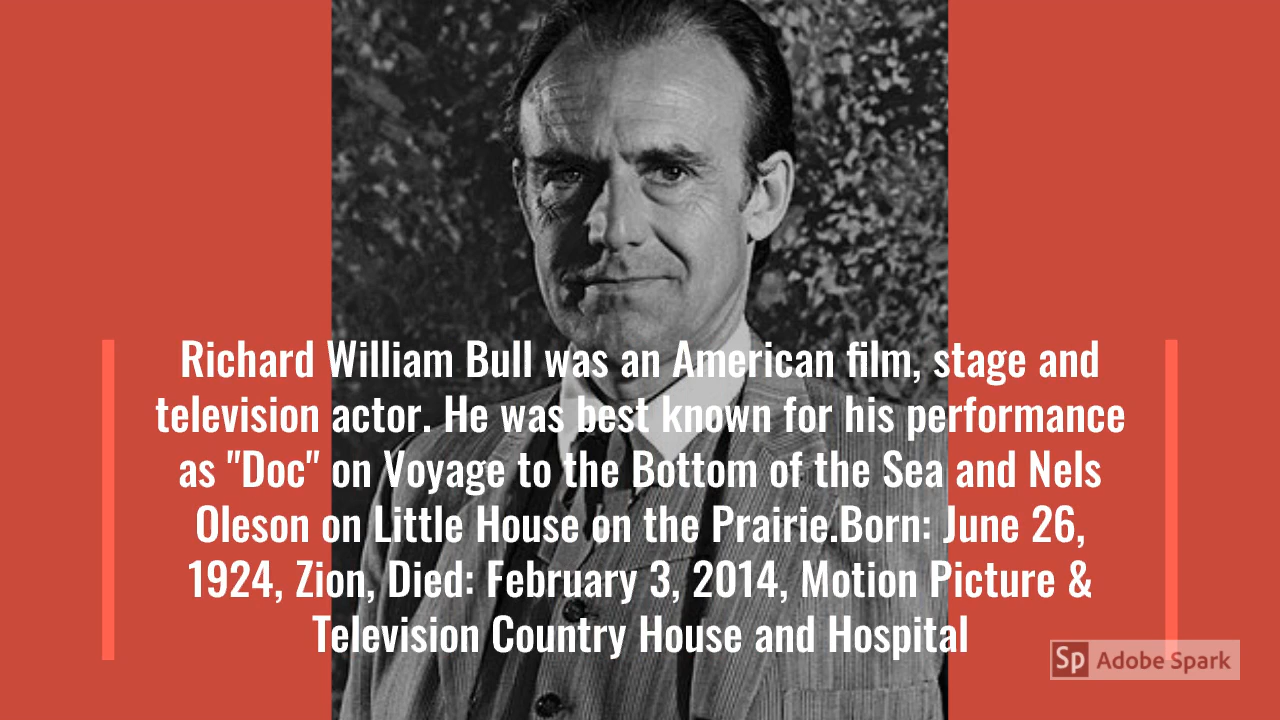 Richard William Bull was an American film, stage and
television actor. He was best known for his performance
as "Doc" on Voyage to the Bottom of the Sea and Nels
Oleson on Little House on the Prairie.Born: June 26,
1924, Zion, Died: February 3, 2014, Motion Picture &
Television Country House and Hospital
Sp Adobe Spark